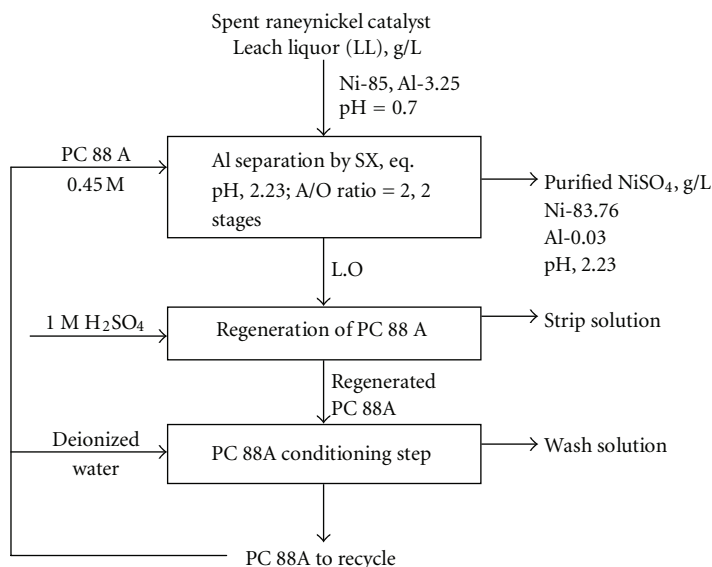 Spent raneynickel catalyst
Leach liquor (LL), g/L
Ni-85, Al-3.25
pH = 0.7
PC 88 A
0.45 M
Al separation by SX, eq.
pH, 2.23; A/O ratio = 2, 2
stages
Purified NiSO₄, g/L
Ni-83.76
Al-0.03
pH, 2.23
L.O
1 M H₂SO₄
Regeneration of PC 88 A
Strip solution
Regenerated
PC 88A
Deionized
water
PC 88A conditioning step
Wash solution
PC 88A to recycle